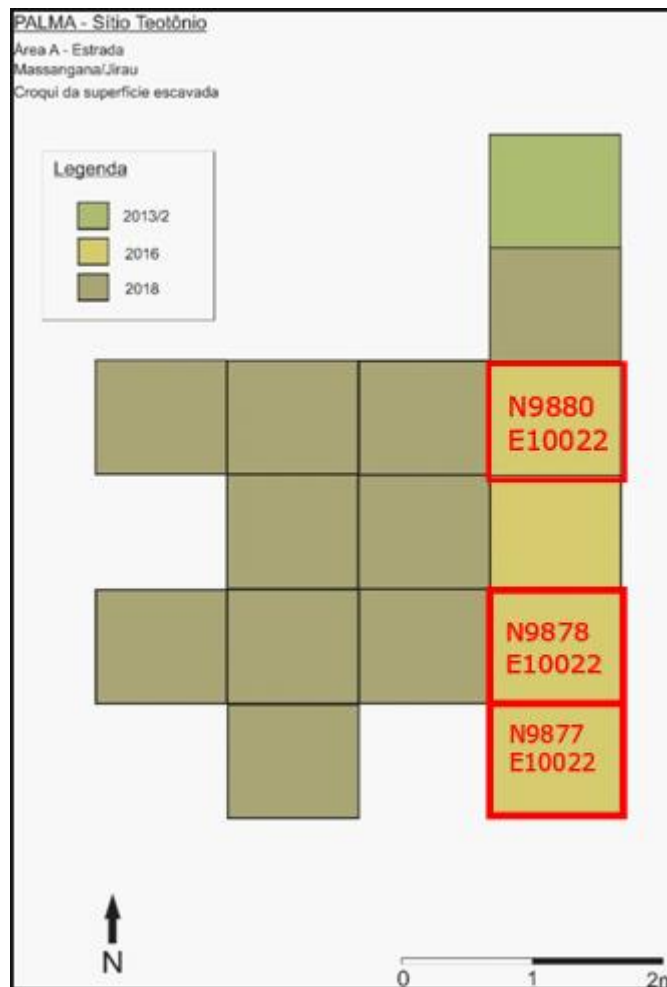 PALMA - Sítio Teotônio
Área A - Estrada
Massangana/Jirau
Croqui da superfície escavada
Legenda
2013/2
2016
2018
N9880
E10022
N9878
E10022
N9877
E10022
N
0 1 2m